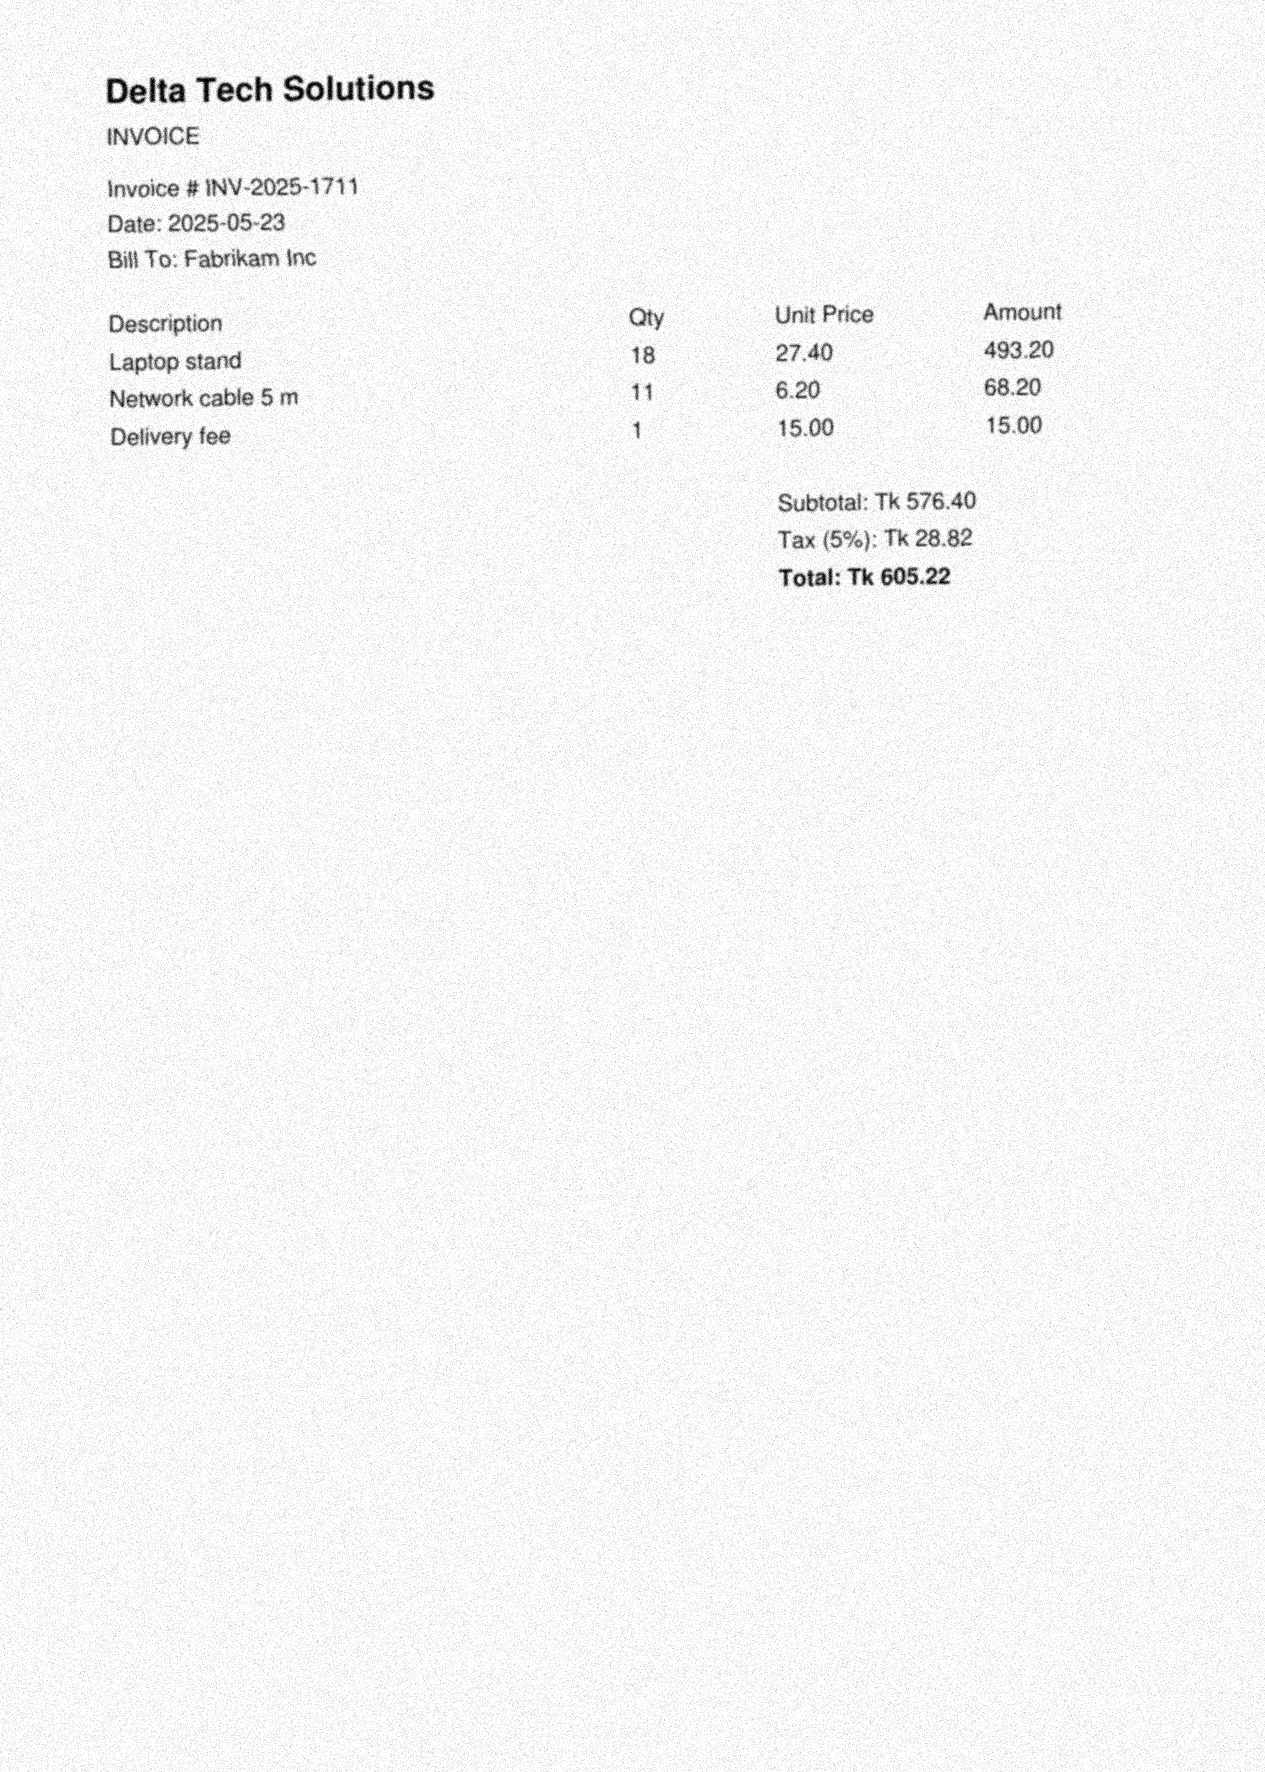 Delta Tech Solutions
INVOICE
Invoice # INV-2025-1711
Date: 2025-05-23
Bill To: Fabrikam Inc
Description Qty Unit Price Amount
Laptop stand 18 27.40 493.20
Network cable 5 m 11 6.20 68.20
Delivery fee 1 15.00 15.00
Subtotal: Tk 576.40
Tax (5%): Tk 28.82
Total: Tk 605.22